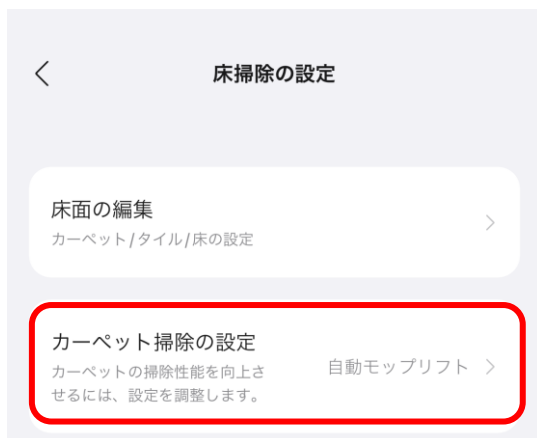 床掃除の設定
床面の編集
カーペット/タイル/床の設定
カーペット掃除の設定
カーペットの掃除性能を向上さ
せるには、設定を調整します。
自動モップリフト